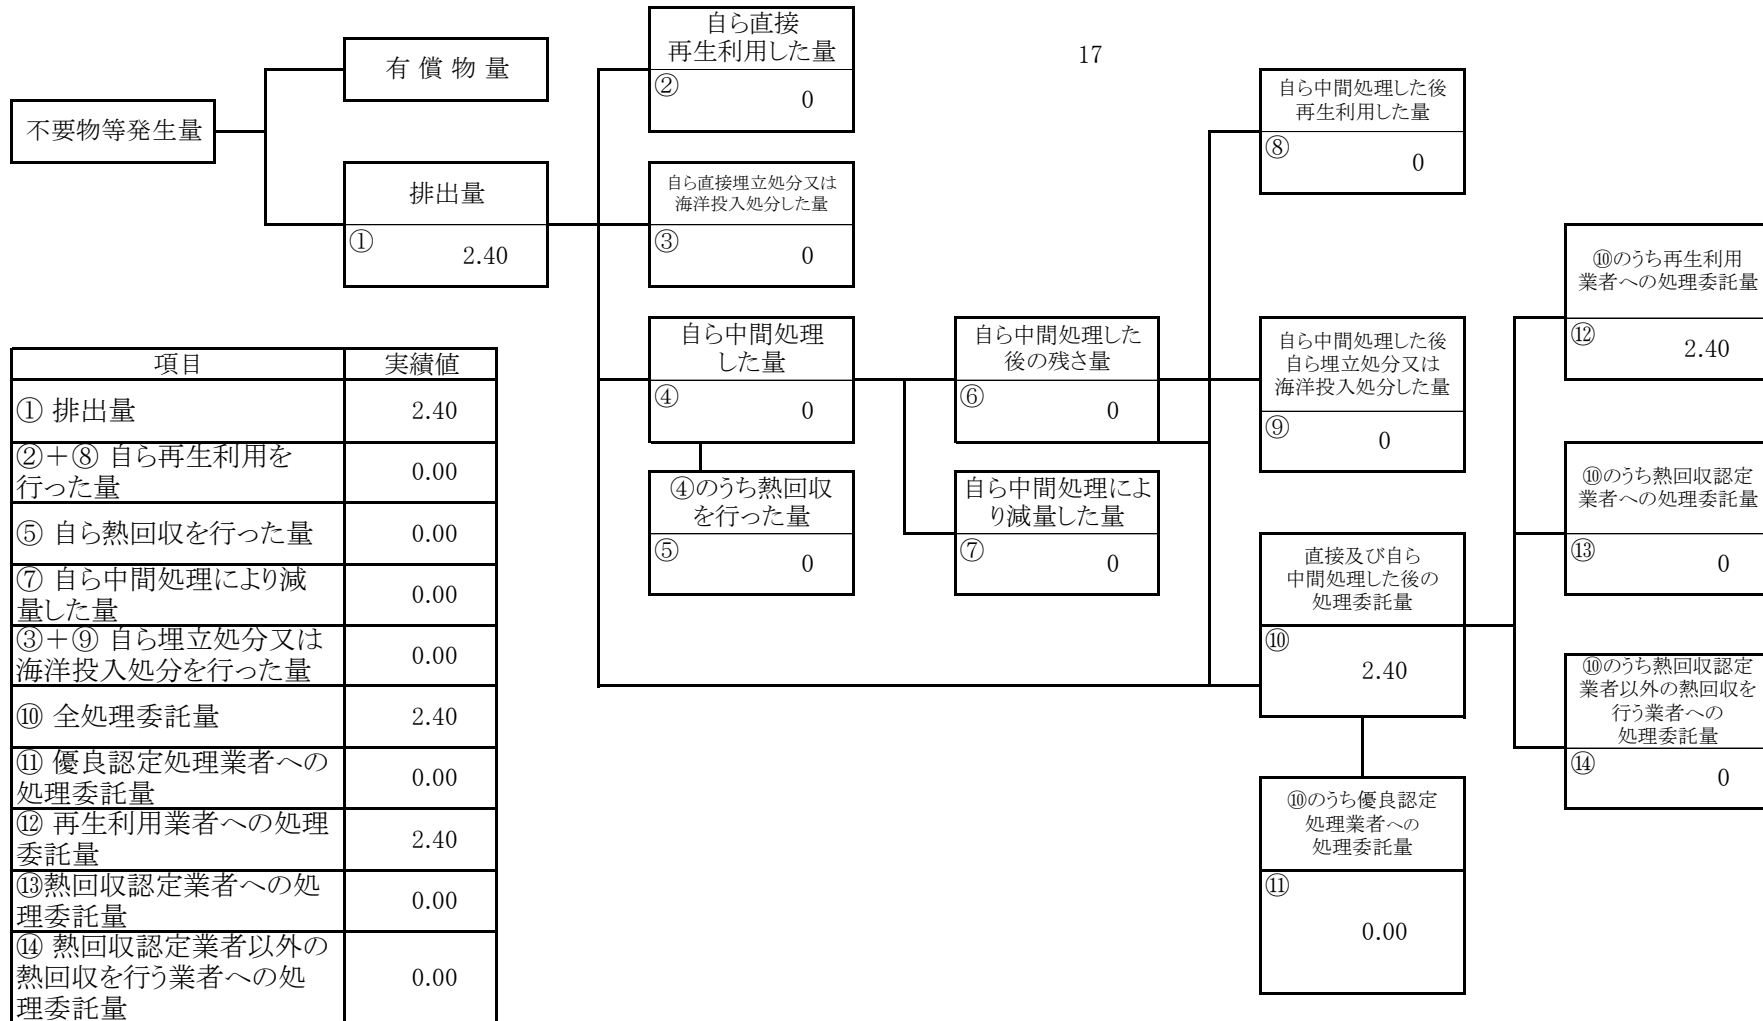 自ら直接
再生利用した量
②
0
17
有 償 物 量
不要物等発生量
自ら中間処理した後
再生利用した量
⑧
0
排出量
①
2.40
自ら直接埋立処分又は
海洋投入処分した量
③
0
⑩のうち再生利用
業者への処理委託量
⑫
2.40
自ら中間処理
した量
④
0
自ら中間処理した
後の残さ量
⑥
0
自ら中間処理した後
自ら埋立処分又は
海洋投入処分した量
⑨
0
④のうち熱回収
を行った量
⑤
0
自ら中間処理によ
り減量した量
⑦
0
⑩のうち熱回収認定
業者への処理委託量
⑬
0
直接及び自ら
中間処理した後の
処理委託量
⑩
2.40
⑩のうち熱回収認定
業者以外の熱回収を
行う業者への
処理委託量
⑭
0
⑩のうち優良認定
処理業者への
処理委託量
⑪
0.00
項目 実績値
① 排出量 2.40
②＋⑧ 自ら再生利用を
行った量 0.00
⑤ 自ら熱回収を行った量 0.00
⑦ 自ら中間処理により減
量した量 0.00
③＋⑨ 自ら埋立処分又は
海洋投入処分を行った量 0.00
⑩ 全処理委託量 2.40
⑪ 優良認定処理業者への
処理委託量 0.00
⑫ 再生利用業者への処理
委託量 2.40
⑬熱回収認定業者への処
理委託量 0.00
⑭ 熱回収認定業者以外の
熱回収を行う業者への処
理委託量 0.00